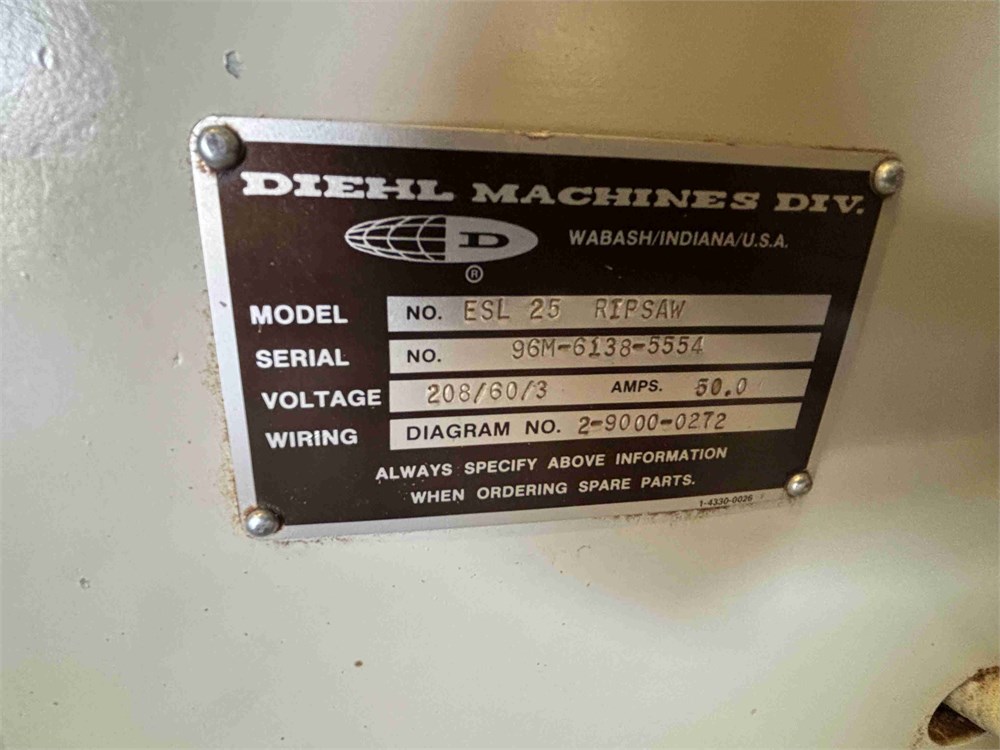 DIEHL MACHINES DIV.
D
WABASH/INDIANA/U.S.A.
®
MODEL NO. ESL 25 RIPSAW
SERIAL NO. 96M-6138-5554
VOLTAGE 208/60/3 AMPS. 50.0
WIRING DIAGRAM NO. 2-9000-0272
ALWAYS SPECIFY ABOVE INFORMATION
WHEN ORDERING SPARE PARTS.
1-4330-0026